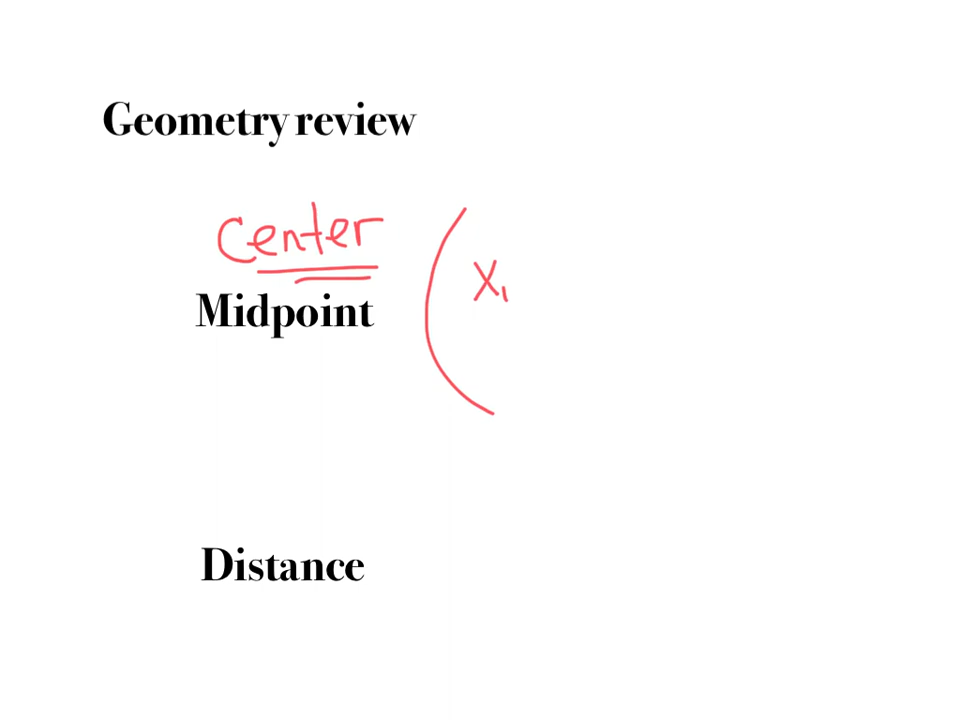 Geometry review
Center
(x₁
Midpoint
Distance